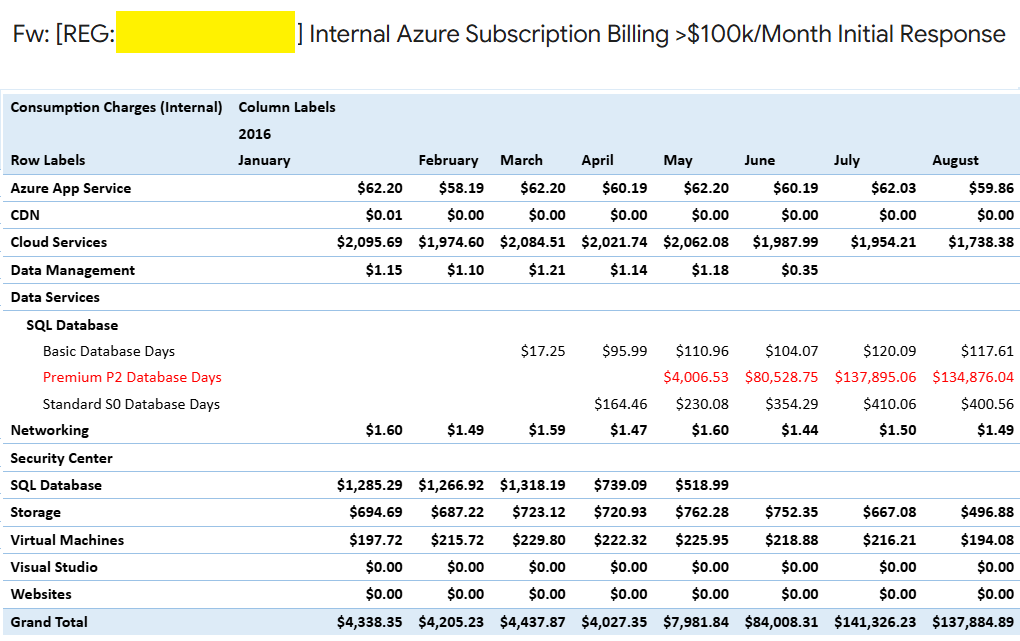 Fw: [REG: ] Internal Azure Subscription Billing >$100k/Month Initial Response
Consumption Charges (Internal) Column Labels
2016
Row Labels January February March April May June July August
Azure App Service $62.20 $58.19 $62.20 $60.19 $62.20 $60.19 $62.03 $59.86
CDN $0.01 $0.00 $0.00 $0.00 $0.00 $0.00 $0.00 $0.00
Cloud Services $2,095.69 $1,974.60 $2,084.51 $2,021.74 $2,062.08 $1,987.99 $1,954.21 $1,738.38
Data Management $1.15 $1.10 $1.21 $1.14 $1.18 $0.35
Data Services
SQL Database
Basic Database Days $17.25 $95.99 $110.96 $104.07 $120.09 $117.61
Premium P2 Database Days $4,006.53 $80,528.75 $137,895.06 $134,876.04
Standard S0 Database Days $164.46 $230.08 $354.29 $410.06 $400.56
Networking $1.60 $1.49 $1.59 $1.47 $1.60 $1.44 $1.50 $1.49
Security Center
SQL Database $1,285.29 $1,266.92 $1,318.19 $739.09 $518.99
Storage $694.69 $687.22 $723.12 $720.93 $762.28 $752.35 $667.08 $496.88
Virtual Machines $197.72 $215.72 $229.80 $222.32 $225.95 $218.88 $216.21 $194.08
Visual Studio $0.00 $0.00 $0.00 $0.00 $0.00 $0.00 $0.00 $0.00
Websites $0.00 $0.00 $0.00 $0.00 $0.00 $0.00 $0.00 $0.00
Grand Total $4,338.35 $4,205.23 $4,437.87 $4,027.35 $7,981.84 $84,008.31 $141,326.23 $137,884.89